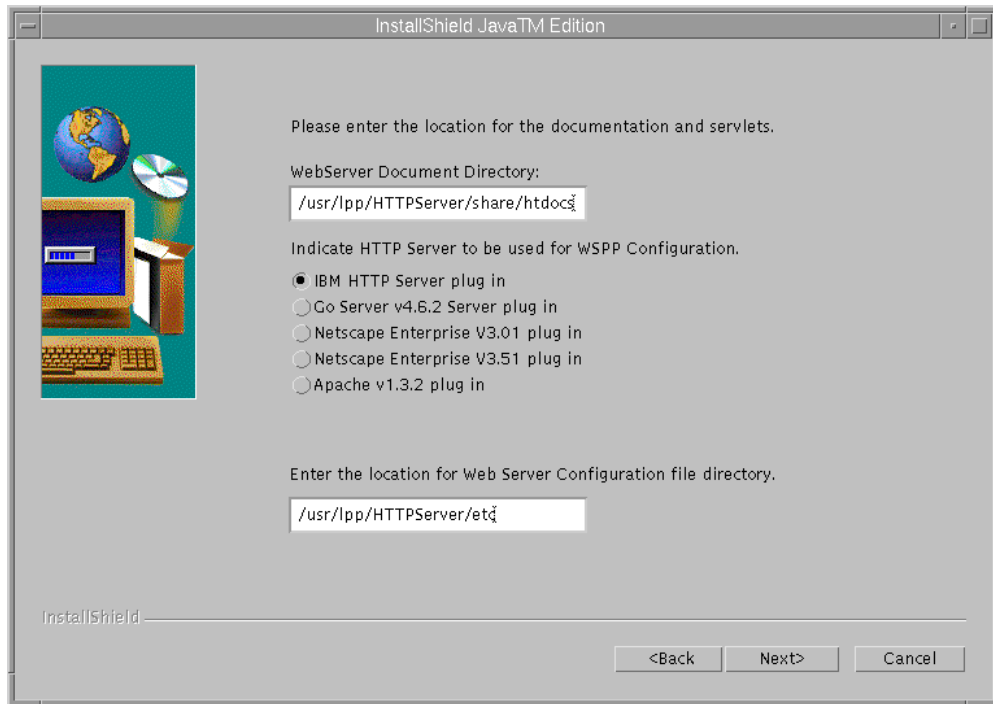 InstallShield JavaTM Edition
Please enter the location for the documentation and servlets.
WebServer Document Directory:
/usr/lpp/HTTPServer/share/htdocs
Indicate HTTP Server to be used for WSPP Configuration.
IBM HTTP Server plug in
Go Server v4.6.2 Server plug in
Netscape Enterprise V3.01 plug in
Netscape Enterprise V3.51 plug in
Apache v1.3.2 plug in
Enter the location for Web Server Configuration file directory.
/usr/lpp/HTTPServer/etc
InstallShield
<Back Next> Cancel